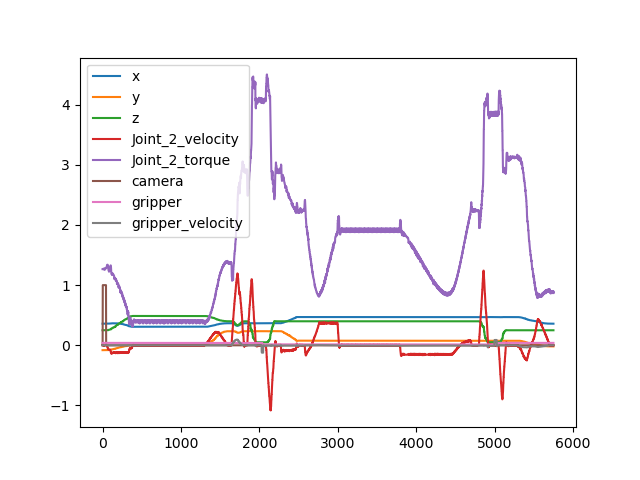 x
y
z
Joint_2_velocity
Joint_2_torque
camera
gripper
gripper_velocity
4
3
2
1
0
−1
0 1000 2000 3000 4000 5000 6000